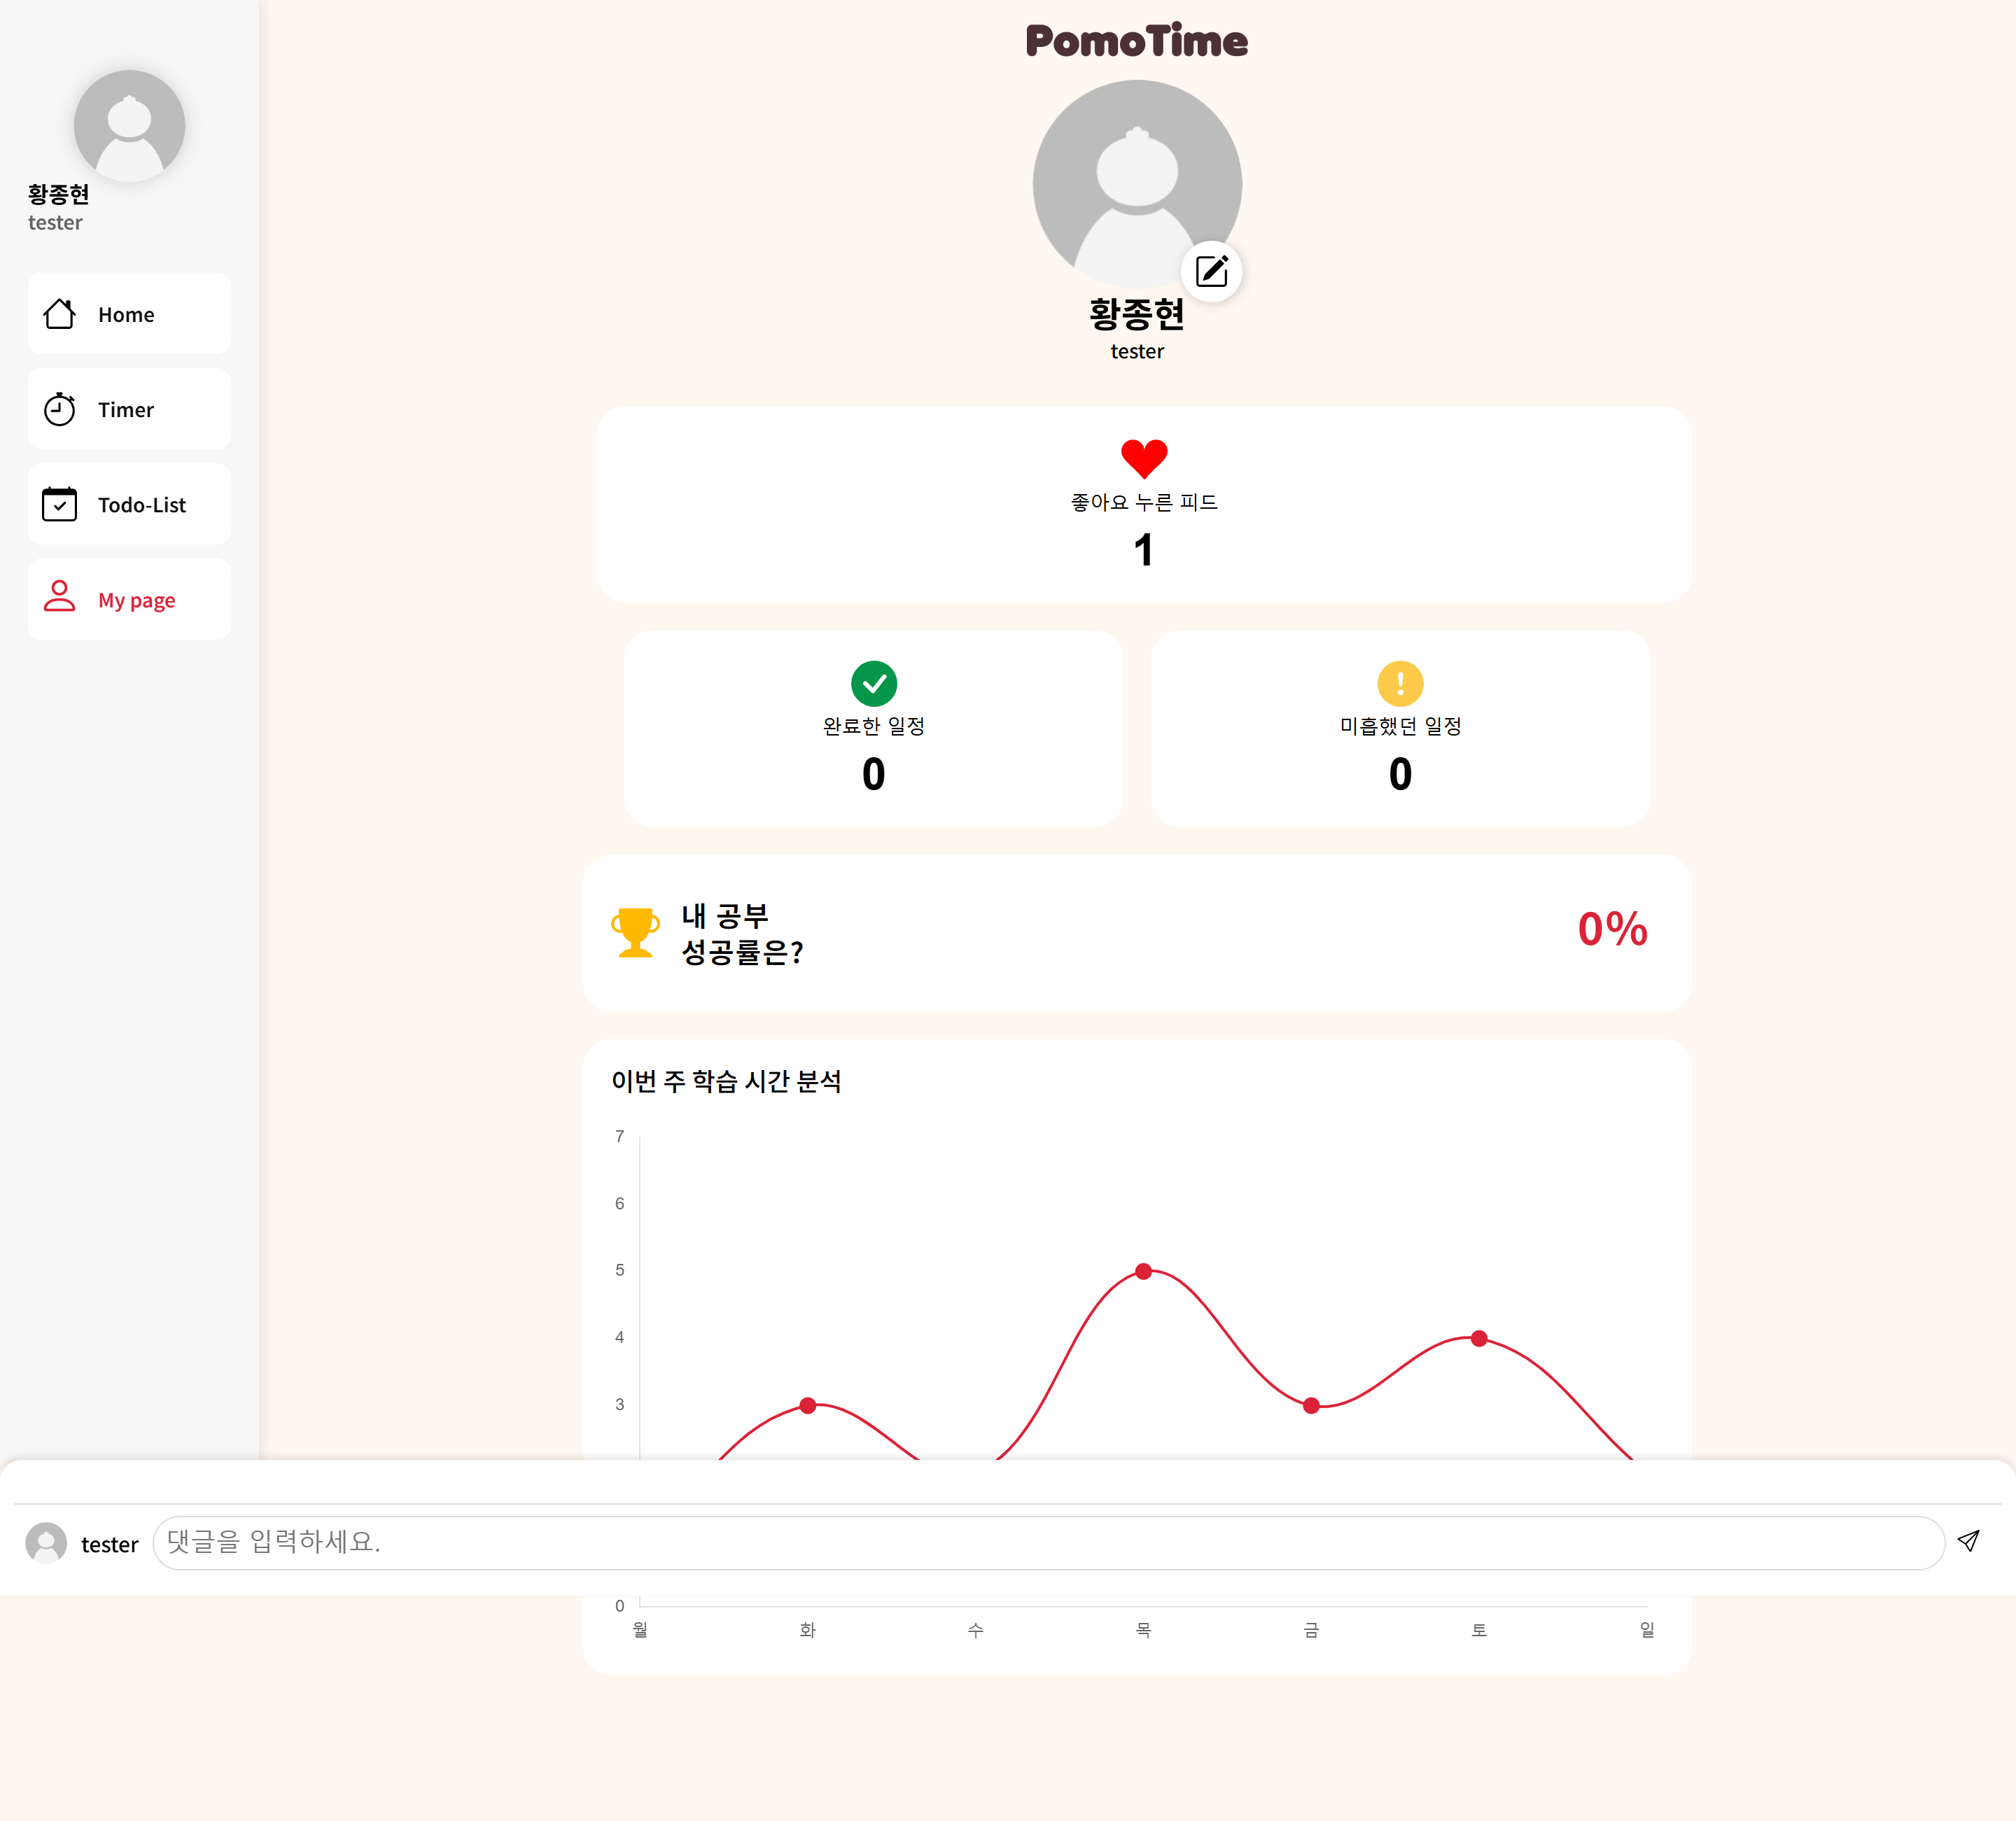 PomoTime
황종현
tester
Home
Timer
Todo-List
My page
황종현
tester
좋아요 누른 피드
1
완료한 일정
0
미흡했던 일정
0
내 공부
성공률은?
0%
이번 주 학습 시간 분석
7
6
5
4
3
tester
댓글을 입력하세요.
0
월 화 수 목 금 토 일